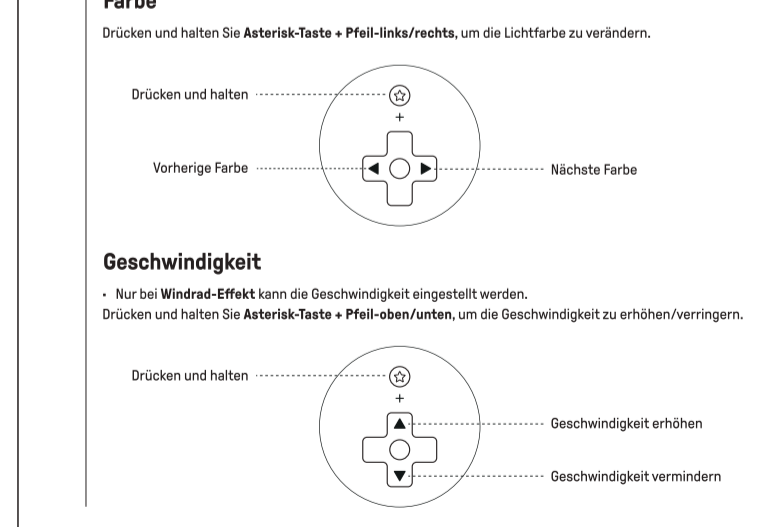 Farbe
Drücken und halten Sie Asterisk-Taste + Pfeil-links/rechts, um die Lichtfarbe zu verändern.
Drücken und halten
+
Vorherige Farbe
Nächste Farbe
Geschwindigkeit
• Nur bei Windrad-Effekt kann die Geschwindigkeit eingestellt werden.
Drücken und halten Sie Asterisk-Taste + Pfeil-oben/unten, um die Geschwindigkeit zu erhöhen/verringern.
Drücken und halten
+
Geschwindigkeit erhöhen
Geschwindigkeit vermindern